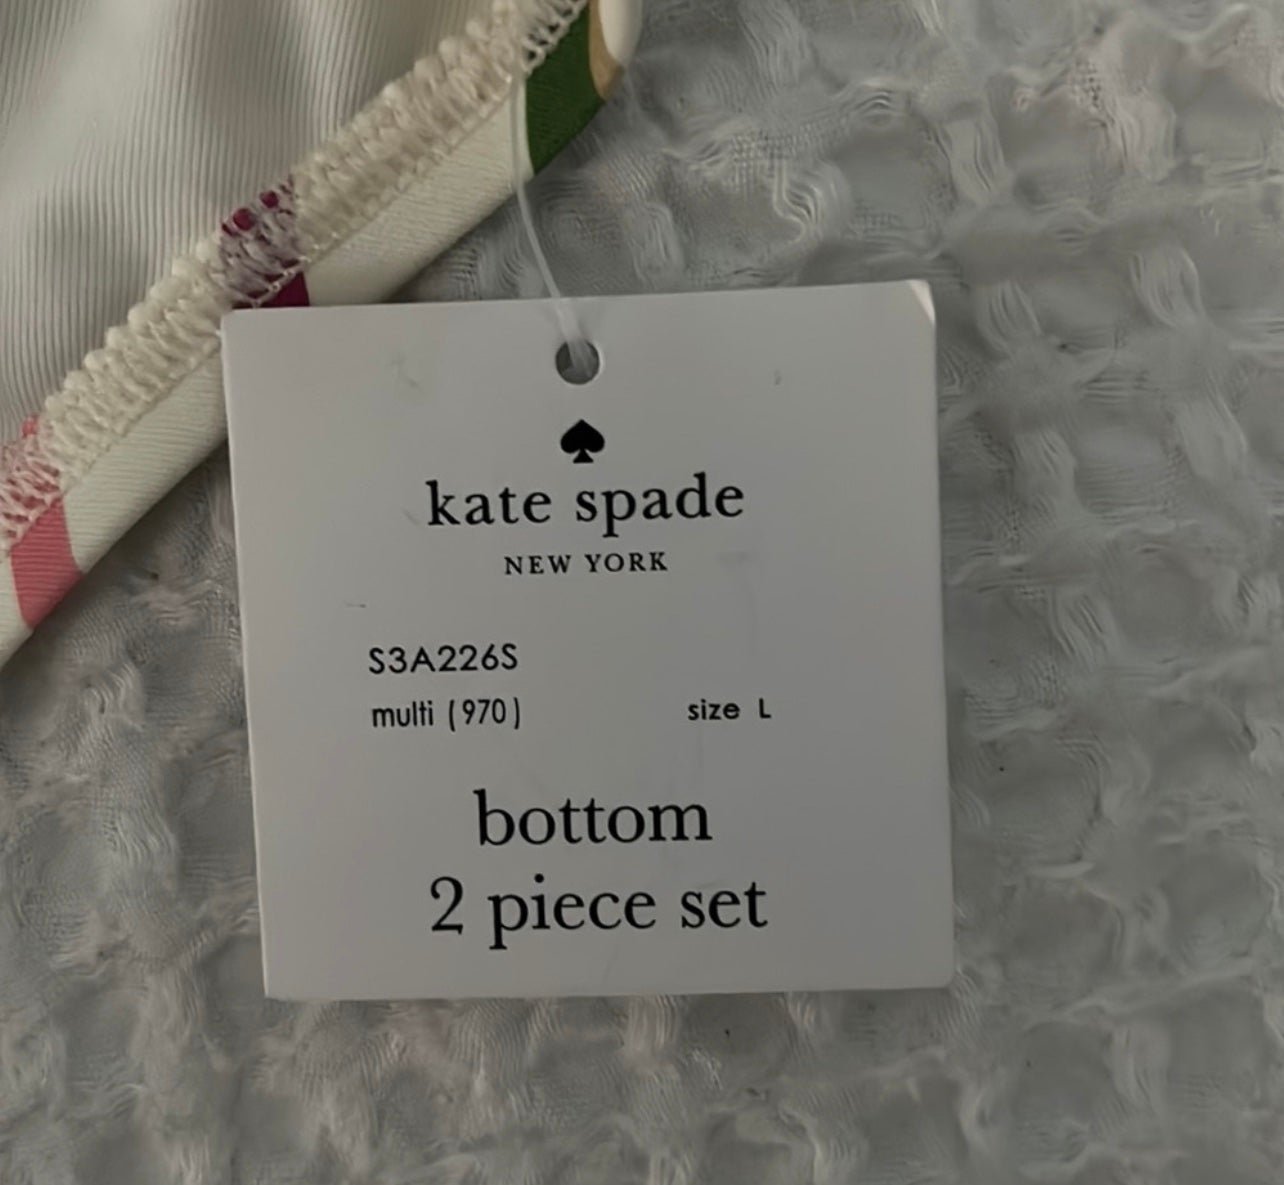 kate spade
NEW YORK
S3A226S
multi (970)
size L
bottom
2 piece set